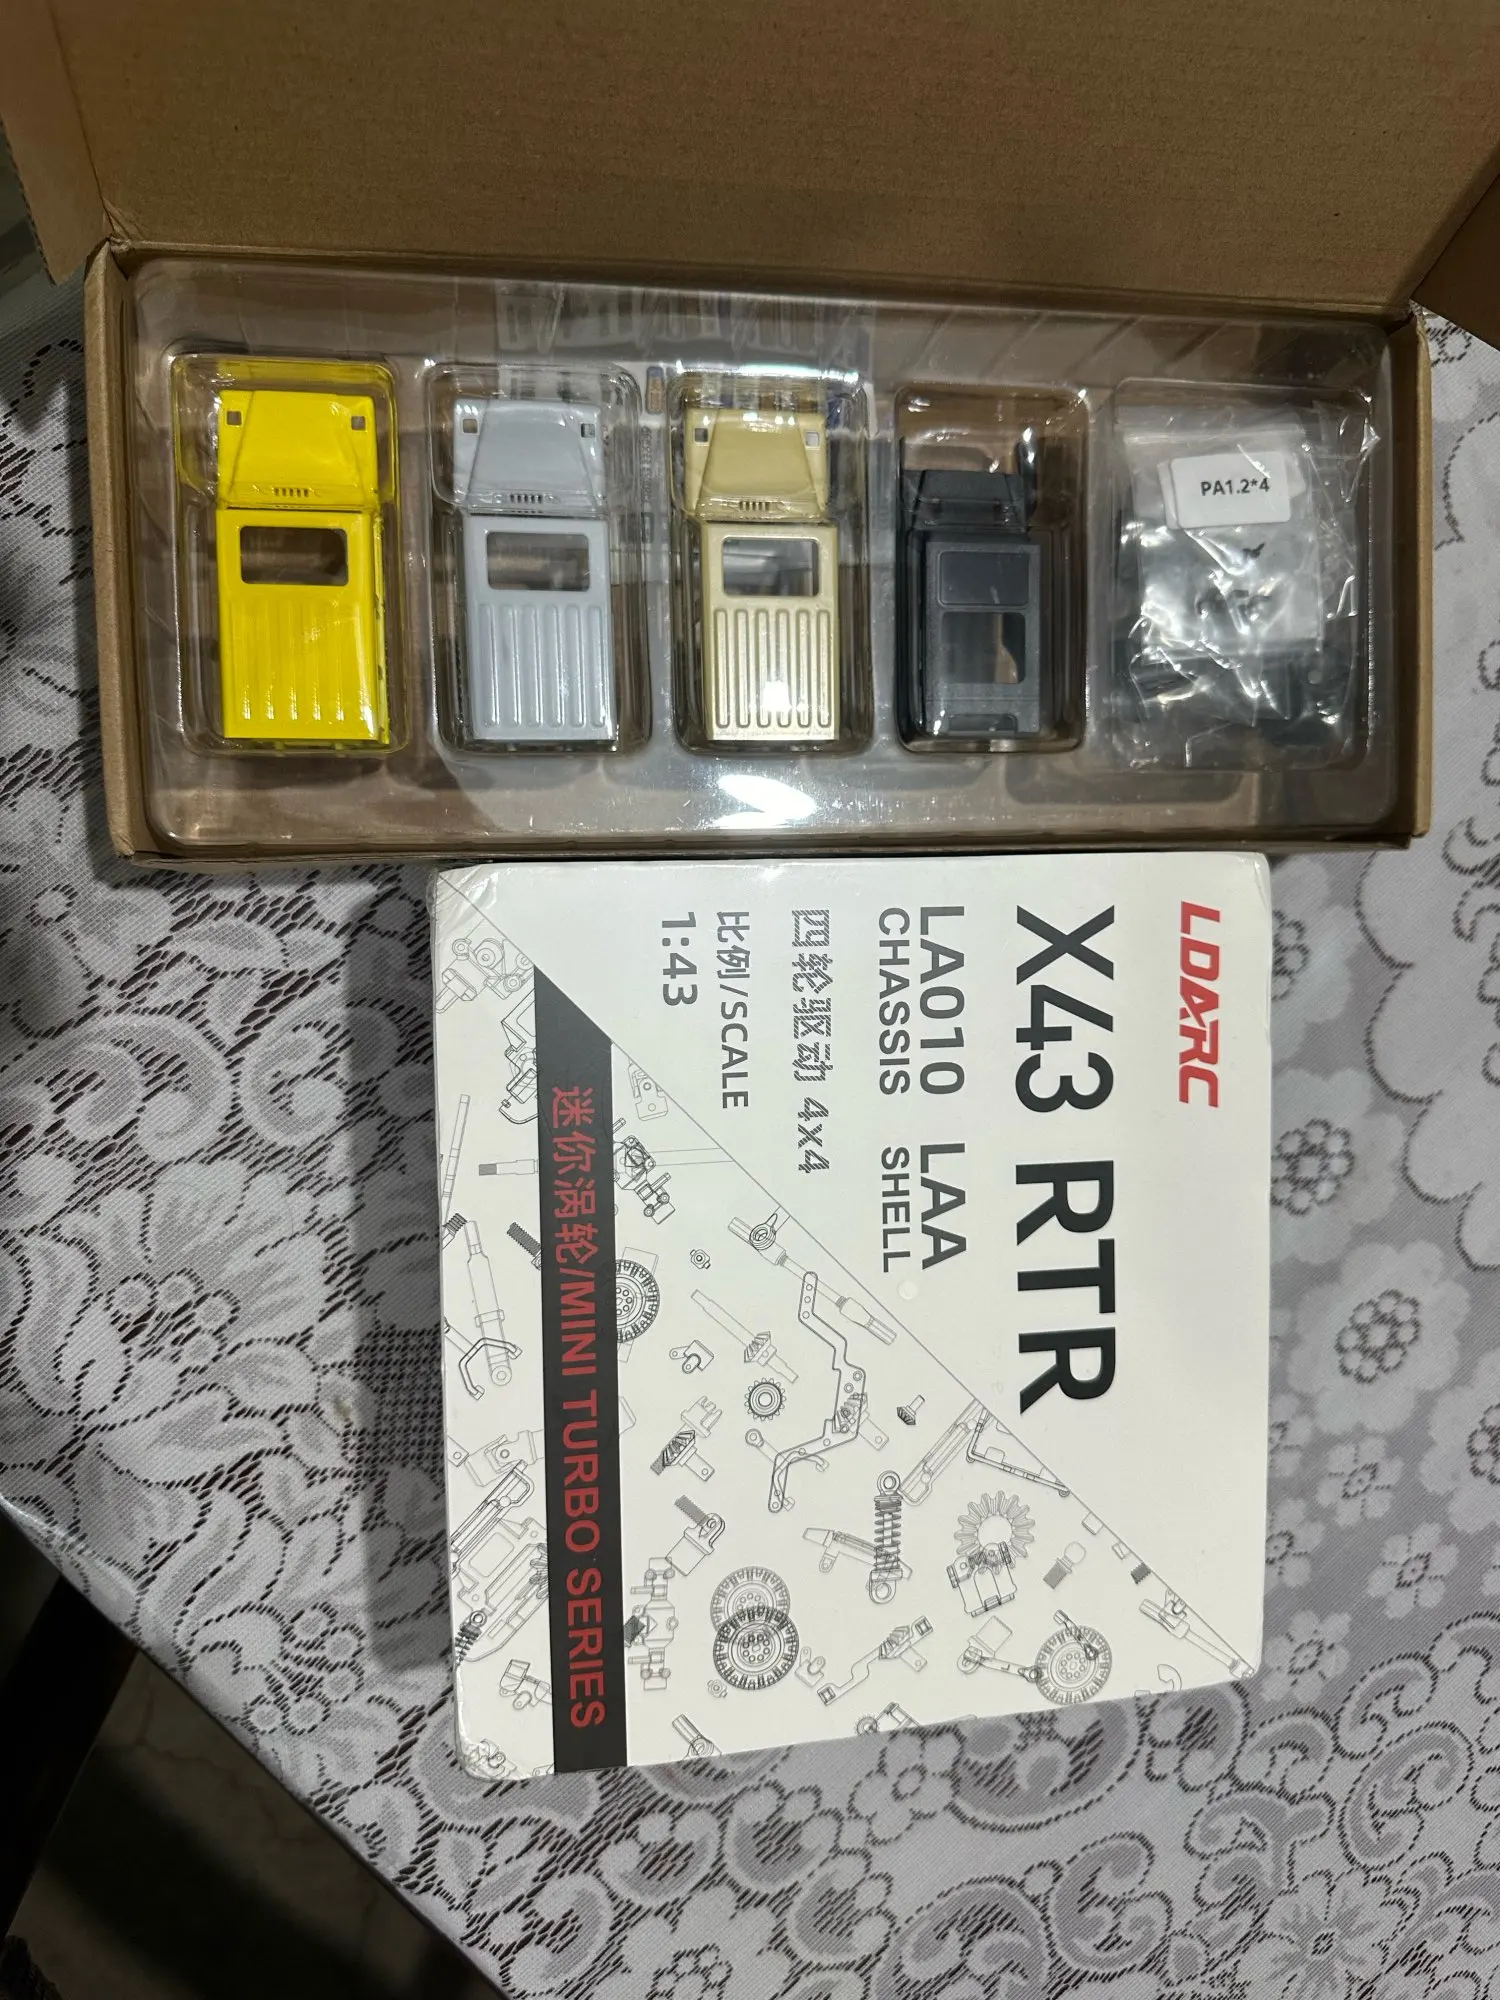 PA1.2*4
LDARC
X43 RTR
LA010 LAA
CHASSIS SHELL
四轮驱动 4x4
比例/SCALE
1:43
迷你涡轮/MINI TURBO SERIES